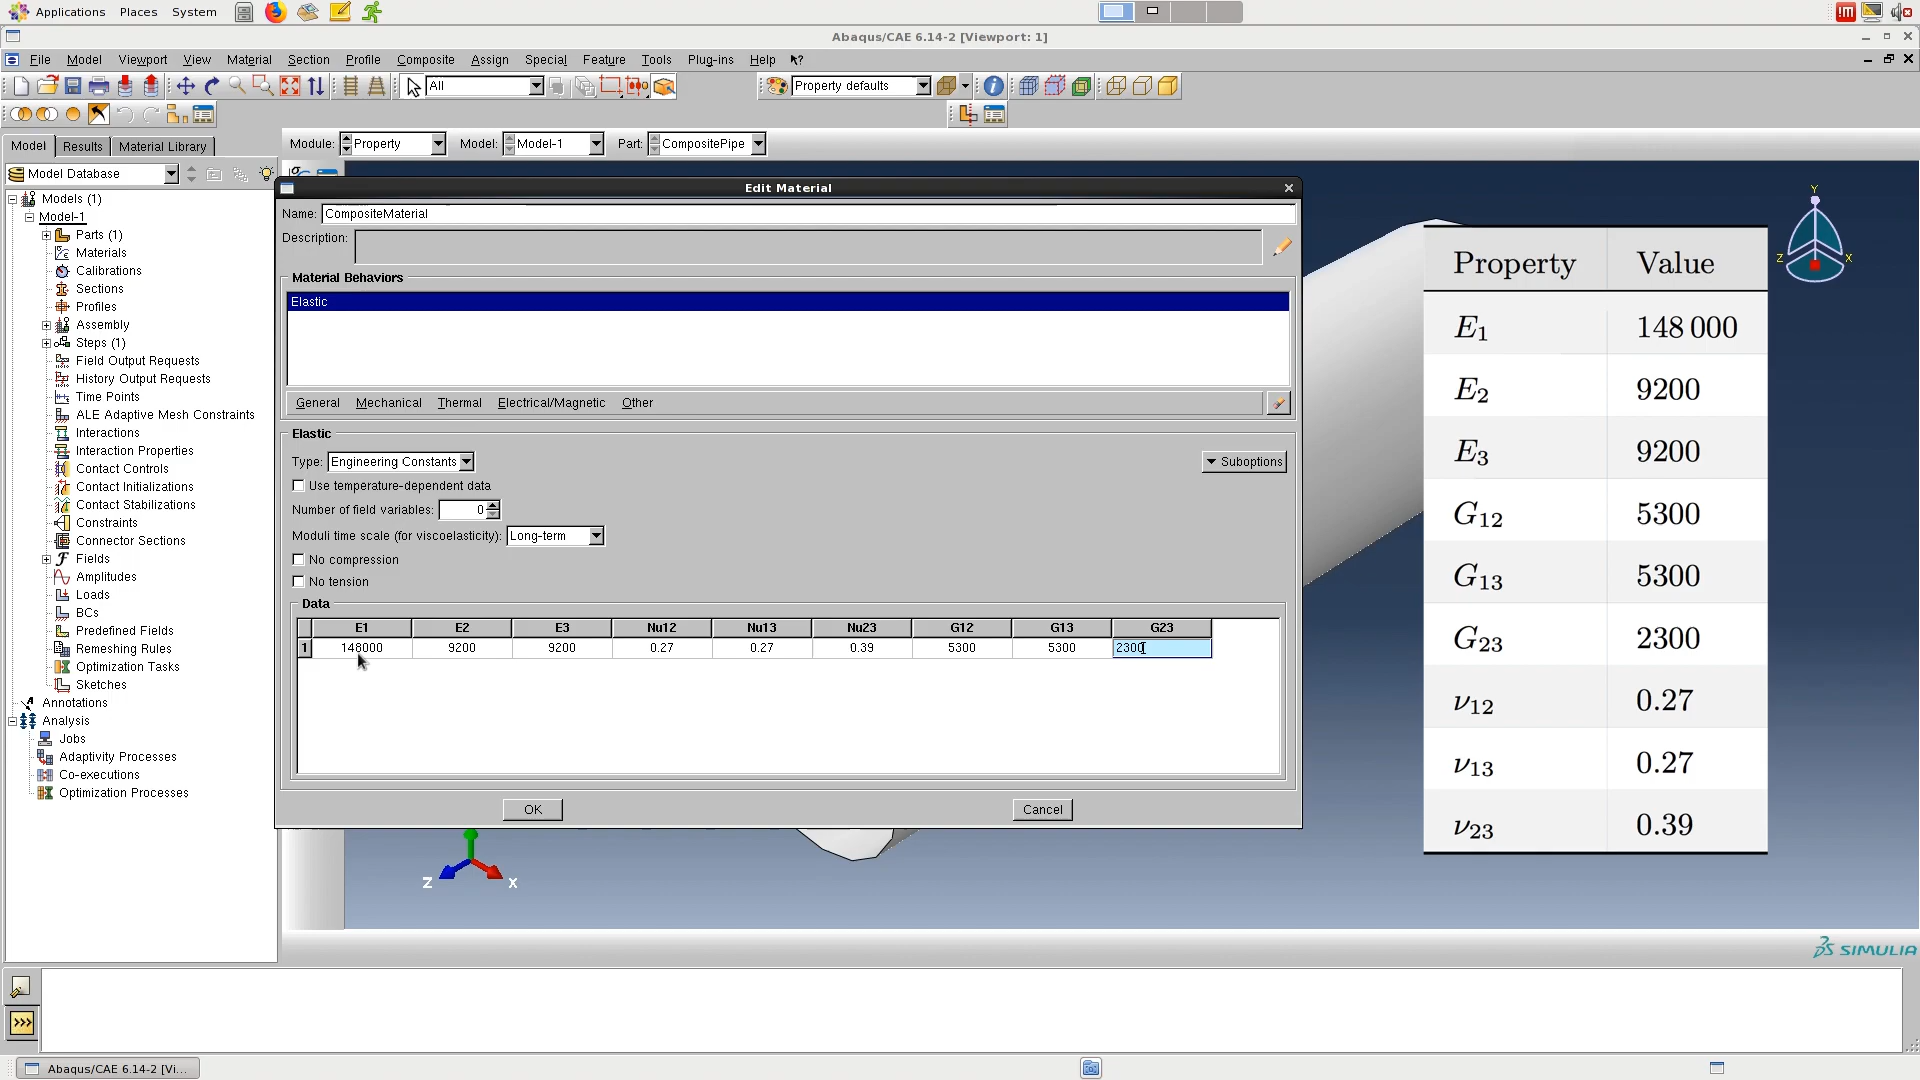 Applications Places System
Abaqus/CAE 6.14-2 [Viewport: 1]
File Model Viewport View Material Section Profile Composite Assign Special Feature Tools Plug-ins Help
All
Property defaults
Model Results Material Library
Module: Property Model: Model-1 Part: CompositePipe
Model Database
Models (1)
Model-1
Parts (1)
Materials
Calibrations
Sections
Profiles
Assembly
Steps (1)
Field Output Requests
History Output Requests
Time Points
ALE Adaptive Mesh Constraints
Interactions
Interaction Properties
Contact Controls
Contact Initializations
Contact Stabilizations
Constraints
Connector Sections
Fields
Amplitudes
Loads
BCs
Predefined Fields
Remeshing Rules
Optimization Tasks
Sketches
Annotations
Analysis
Jobs
Adaptivity Processes
Co-executions
Optimization Processes
Edit Material
Name: CompositeMaterial
Description:
Material Behaviors
Elastic
General Mechanical Thermal Electrical/Magnetic Other
Elastic
Type: Engineering Constants
Suboptions
Use temperature-dependent data
Number of field variables: 0
Moduli time scale (for viscoelasticity): Long-term
No compression
No tension
Data
E1 E2 E3 Nu12 Nu13 Nu23 G12 G13 G23
1 148000 9200 9200 0.27 0.27 0.39 5300 5300 2300
OK Cancel
Property Value
E1 148 000
E2 9200
E3 9200
G12 5300
G13 5300
G23 2300
ν12 0.27
ν13 0.27
ν23 0.39
Y
Z X
Z X
SIMULIA
>>>
Abaqus/CAE 6.14-2 [Vi...